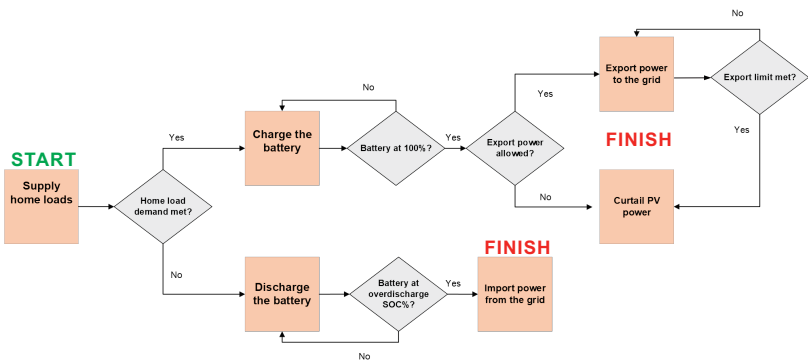 START
Supply
home loads
Home load
demand met?
Yes
Charge the
battery
No
Battery at 100%?
Yes
Export power
allowed?
Yes
Export power
to the grid
No
Export limit met?
Yes
FINISH
No
Curtail PV
power
No
Discharge
the battery
Battery at
overdischarge
SOC%?
No
Yes
FINISH
Import power
from the grid